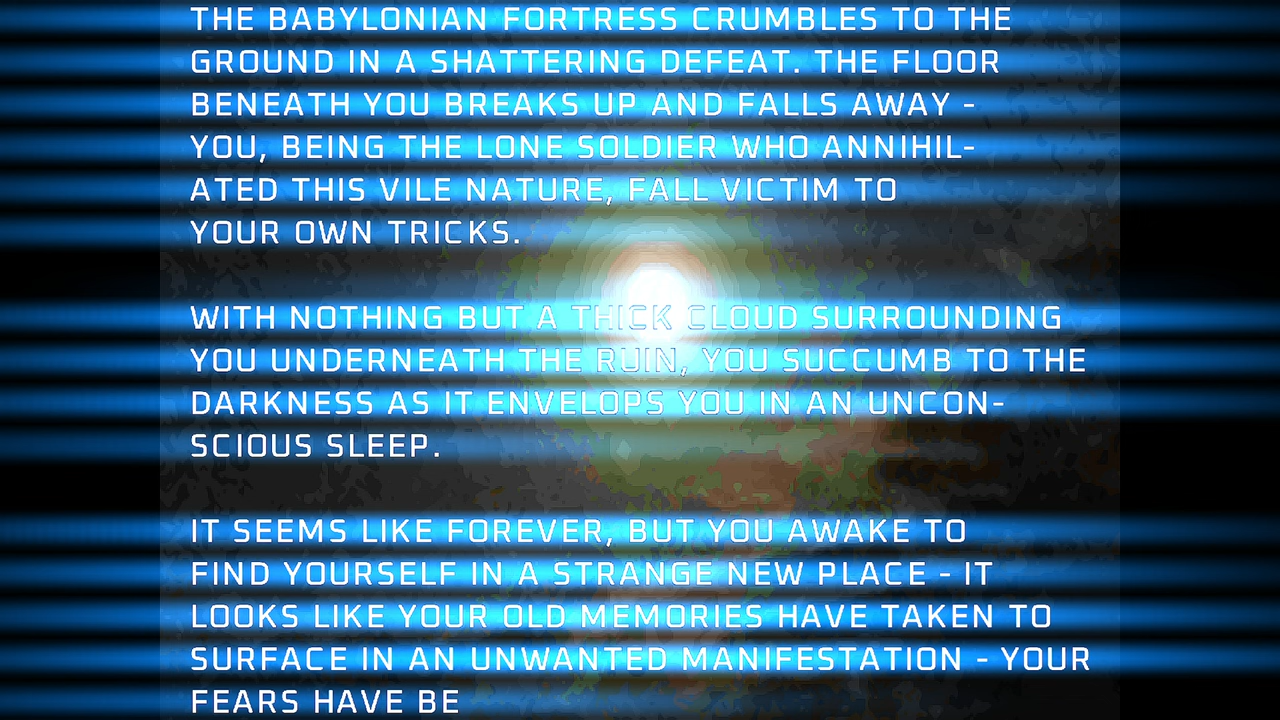 THE BABYLONIAN FORTRESS CRUMBLES TO THE
GROUND IN A SHATTERING DEFEAT. THE FLOOR
BENEATH YOU BREAKS UP AND FALLS AWAY -
YOU, BEING THE LONE SOLDIER WHO ANNIHIL-
ATED THIS VILE NATURE, FALL VICTIM TO
YOUR OWN TRICKS.
WITH NOTHING BUT A THICK CLOUD SURROUNDING
YOU UNDERNEATH THE RUIN, YOU SUCCUMB TO THE
DARKNESS AS IT ENVELOPS YOU IN AN UNCON-
SCIOUS SLEEP.
IT SEEMS LIKE FOREVER, BUT YOU AWAKE TO
FIND YOURSELF IN A STRANGE NEW PLACE - IT
LOOKS LIKE YOUR OLD MEMORIES HAVE TAKEN TO
SURFACE IN AN UNWANTED MANIFESTATION - YOUR
FEARS HAVE BE